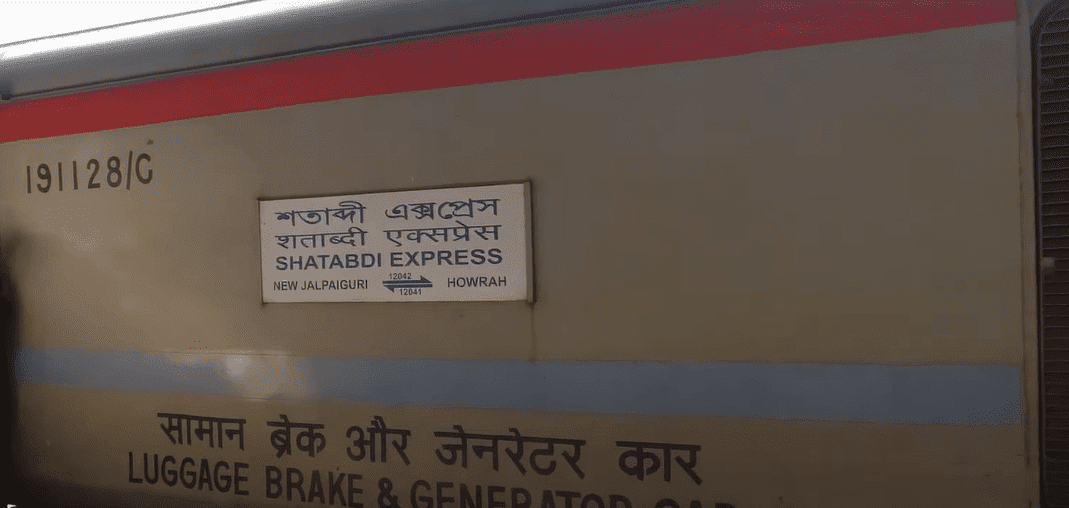 191128/C
শতাব্দী এক্সপ্রেস
शताब्दी एक्सप्रेस
SHATABDI EXPRESS
NEW JALPAIGURI 12042 12041 HOWRAH
सामान ब्रेक और जेनरेटर कार
LUGGAGE BRAKE & GENERATOR CAR